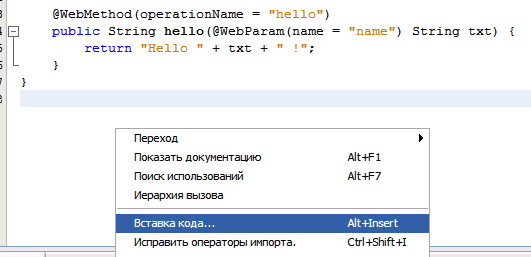 @WebMethod(operationName = "hello")
public String hello(@WebParam(name = "name") String txt) {
return "Hello " + txt + " !";
}
}
Переход
Показать документацию Alt+F1
Поиск использований Alt+F7
Иерархия вызова
Вставка кода... Alt+Insert
Исправить операторы импорта. Ctrl+Shift+I